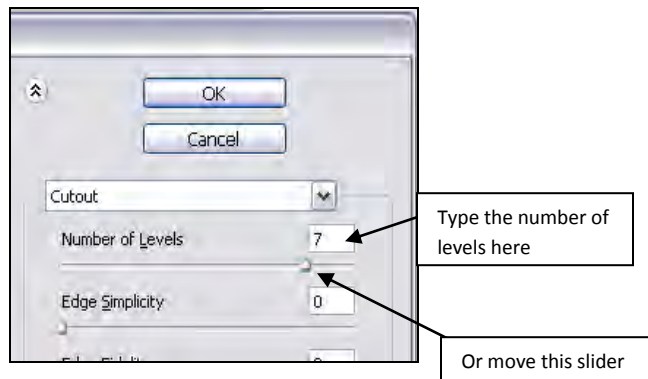 OK
Cancel
Cutout
Number of Levels 7
Type the number of
levels here
Edge Simplicity 0
Or move this slider